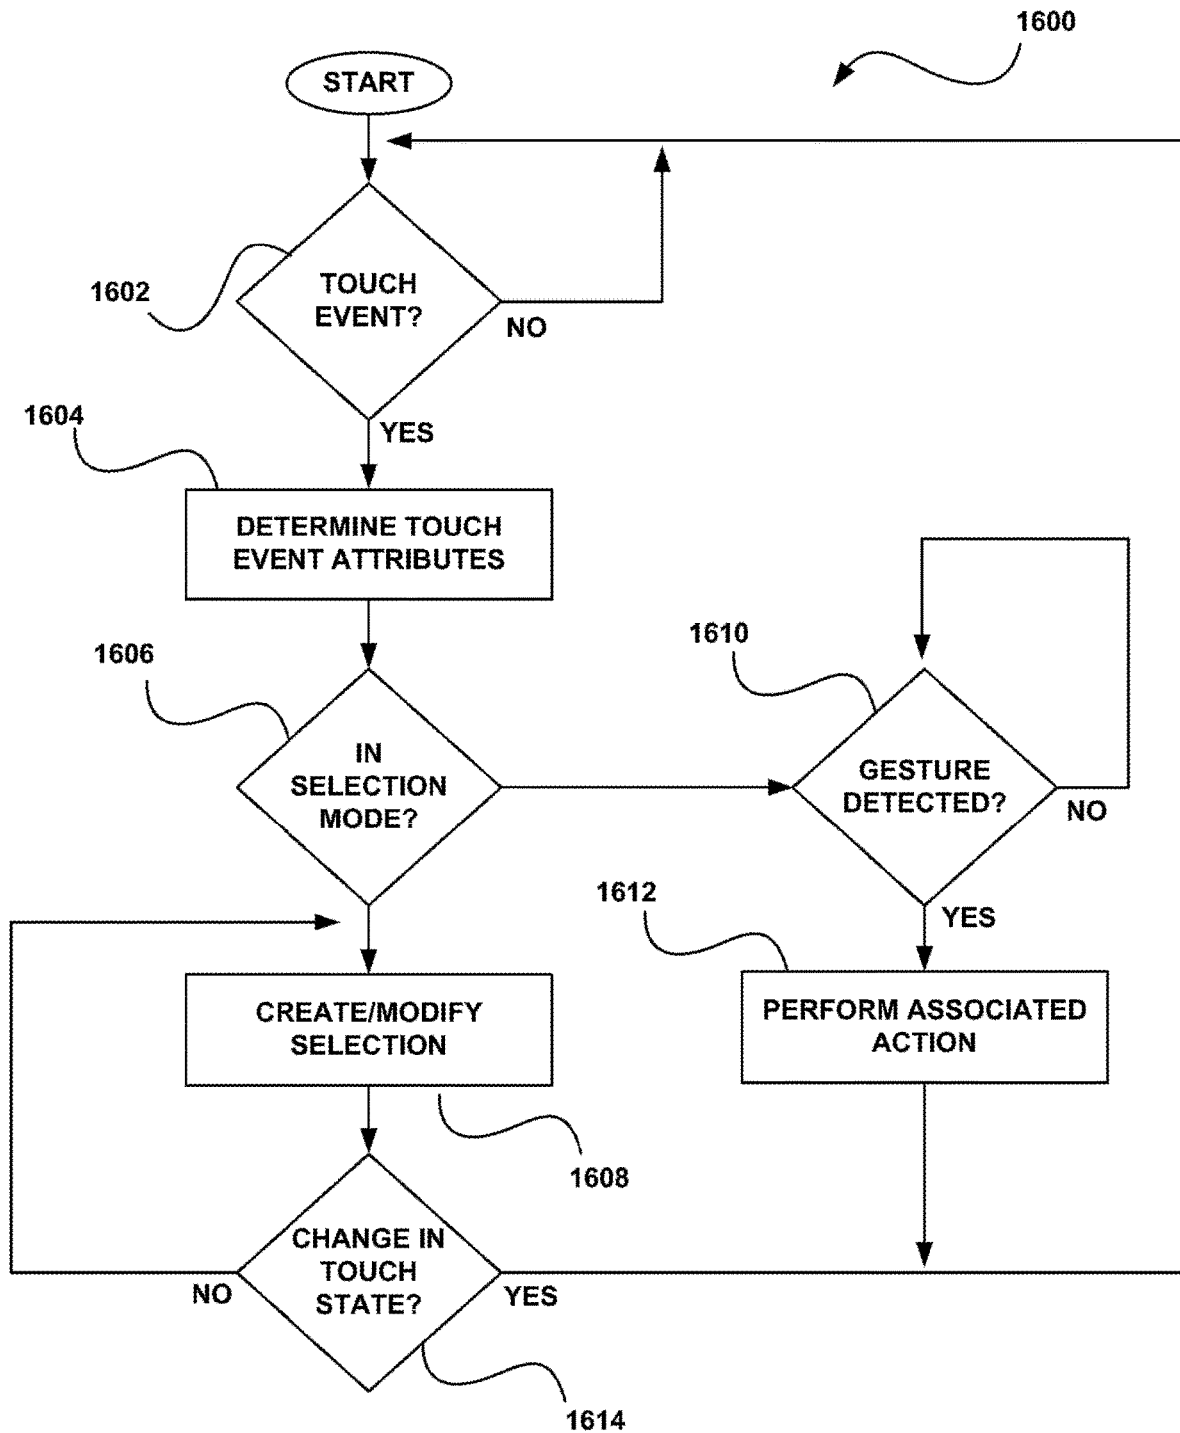 1600
START
1602
TOUCH
EVENT?
NO
YES
1604
DETERMINE TOUCH
EVENT ATTRIBUTES
1606
IN
SELECTION
MODE?
1610
GESTURE
DETECTED?
NO
YES
1612
PERFORM ASSOCIATED
ACTION
CREATE/MODIFY
SELECTION
1608
CHANGE IN
TOUCH
STATE?
NO
YES
1614